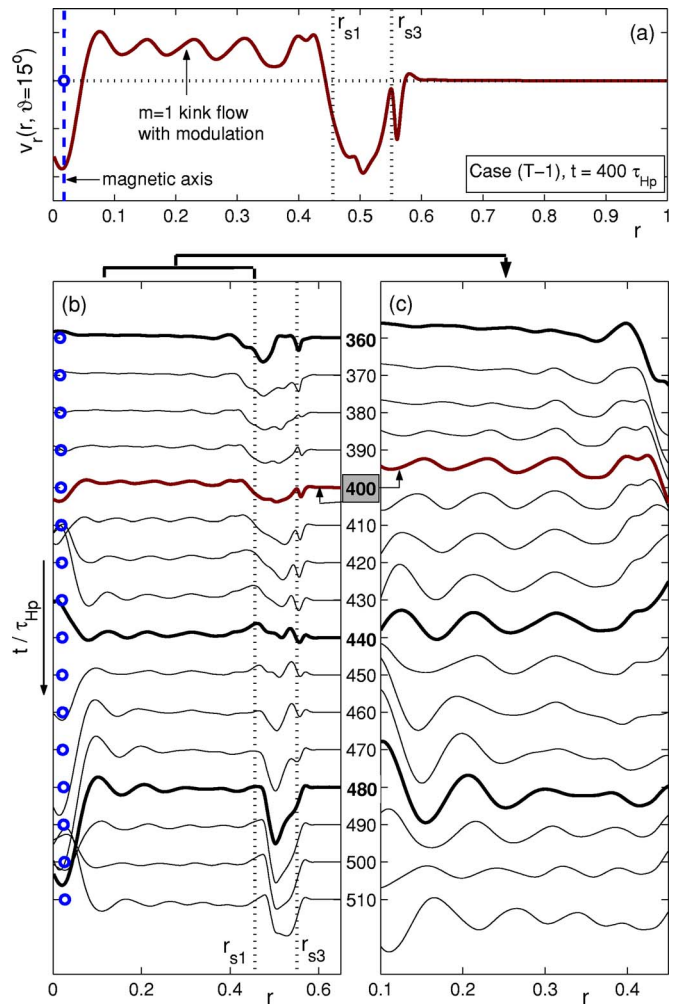 r_s1 r_s3
(a)
v_r(r, ϑ=15°)
m=1 kink flow
with modulation
magnetic axis
Case (T−1), t = 400 τ_Hp
0 0.1 0.2 0.3 0.4 0.5 0.6 0.7 0.8 0.9 1
r
(b) (c)
360
370
380
390
400
410
420
430
440
450
460
470
480
490
500
510
t / τ_Hp
r_s1 r_s3
0 0.2 0.4 0.6
r
0.1 0.2 0.3 0.4
r